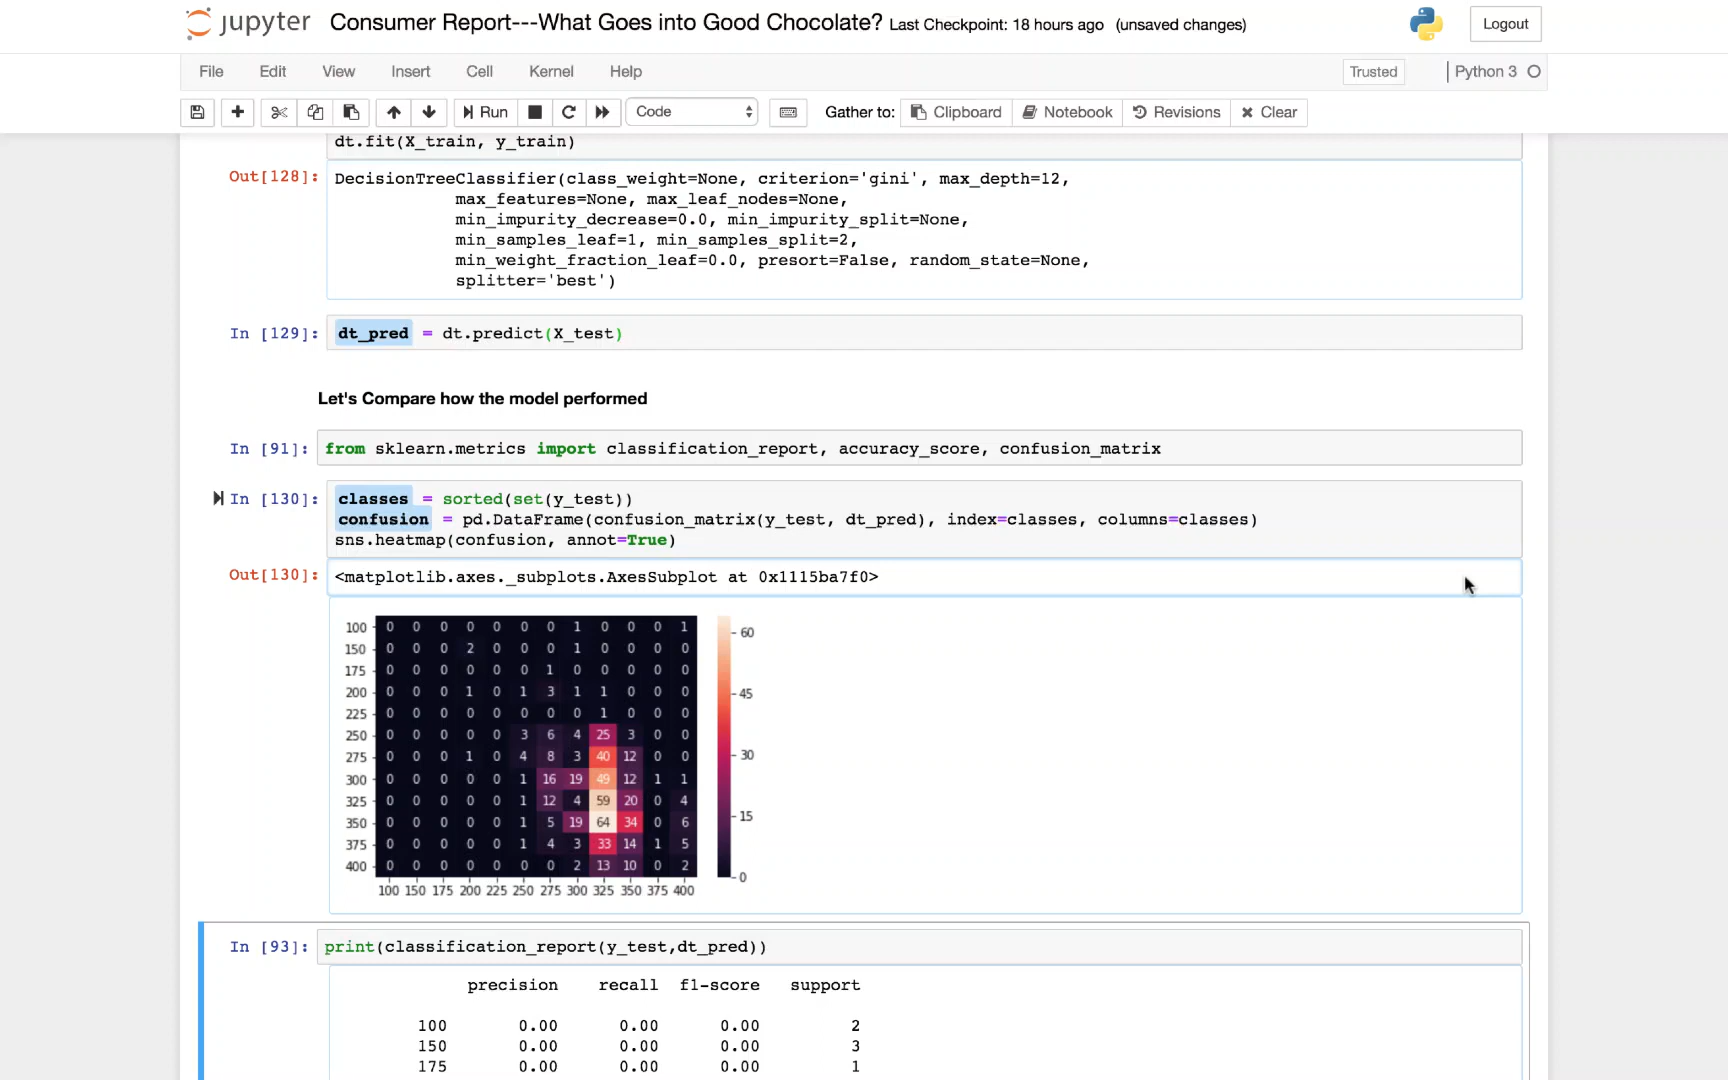 jupyter Consumer Report---What Goes into Good Chocolate? Last Checkpoint: 18 hours ago (unsaved changes) Logout
File Edit View Insert Cell Kernel Help Trusted Python 3
Run Code Gather to: Clipboard Notebook Revisions Clear
dt.fit(X_train, y_train)
Out[128]: DecisionTreeClassifier(class_weight=None, criterion='gini', max_depth=12,
max_features=None, max_leaf_nodes=None,
min_impurity_decrease=0.0, min_impurity_split=None,
min_samples_leaf=1, min_samples_split=2,
min_weight_fraction_leaf=0.0, presort=False, random_state=None,
splitter='best')
In [129]: dt_pred = dt.predict(X_test)
Let's Compare how the model performed
In [91]: from sklearn.metrics import classification_report, accuracy_score, confusion_matrix
In [130]: classes = sorted(set(y_test))
confusion = pd.DataFrame(confusion_matrix(y_test, dt_pred), index=classes, columns=classes)
sns.heatmap(confusion, annot=True)
Out[130]: <matplotlib.axes._subplots.AxesSubplot at 0x1115ba7f0>
100 0 0 0 0 0 0 0 1 0 0 0 1 60
150 0 0 0 2 0 0 0 1 0 0 0 0
175 0 0 0 0 0 0 1 0 0 0 0 0
200 0 0 0 1 0 1 3 1 1 0 0 0 45
225 0 0 0 0 0 0 0 0 1 0 0 0
250 0 0 0 0 0 3 6 4 25 3 0 0
275 0 0 0 1 0 4 8 3 40 12 0 0 30
300 0 0 0 0 0 1 16 19 49 12 1 1
325 0 0 0 0 0 1 12 4 59 20 0 4
350 0 0 0 0 0 1 5 19 64 34 0 6 15
375 0 0 0 0 0 1 4 3 33 14 1 5
400 0 0 0 0 0 0 0 2 13 10 0 2 0
100 150 175 200 225 250 275 300 325 350 375 400
In [93]: print(classification_report(y_test,dt_pred))
precision recall f1-score support
100 0.00 0.00 0.00 2
150 0.00 0.00 0.00 3
175 0.00 0.00 0.00 1